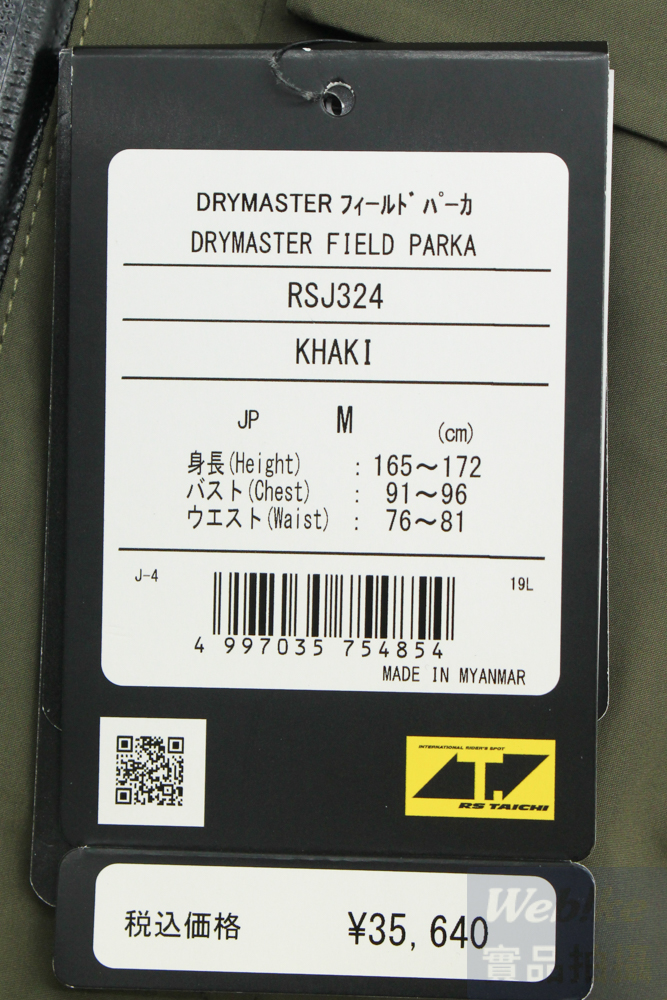 DRYMASTER フィールド パーカ
DRYMASTER FIELD PARKA
RSJ324
KHAKI
JP M (cm)
身長(Height) : 165～172
バスト(Chest) : 91～96
ウエスト(Waist) : 76～81
J-4 19L
4 997035 754854
MADE IN MYANMAR
INTERNATIONAL RIDER'S SPOT
RS TAICHI
税込価格 ¥35,640
Webike
實品拍攝